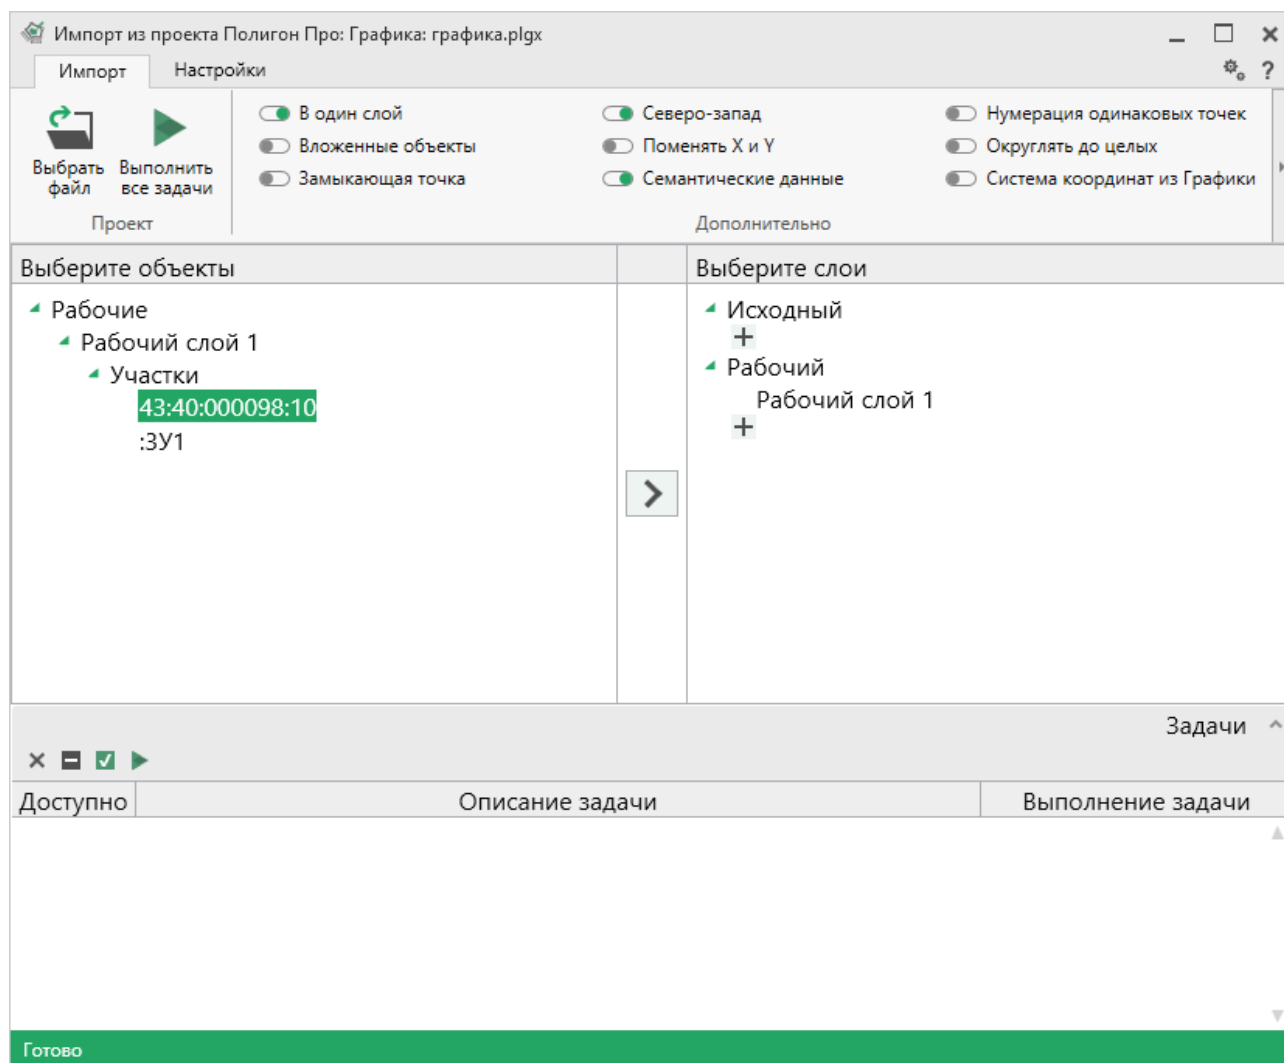 Импорт из проекта Полигон Про: Графика: графика.plgx
Импорт Настройки
?
Выбрать файл
Выполнить все задачи
Проект
В один слой
Вложенные объекты
Замыкающая точка
Северо-запад
Поменять X и Y
Семантические данные
Нумерация одинаковых точек
Округлять до целых
Система координат из Графики
Дополнительно
Выберите объекты
Рабочие
Рабочий слой 1
Участки
43:40:000098:10
:ЗУ1
Выберите слои
Исходный
Рабочий
Рабочий слой 1
Задачи
Доступно Описание задачи Выполнение задачи
Готово